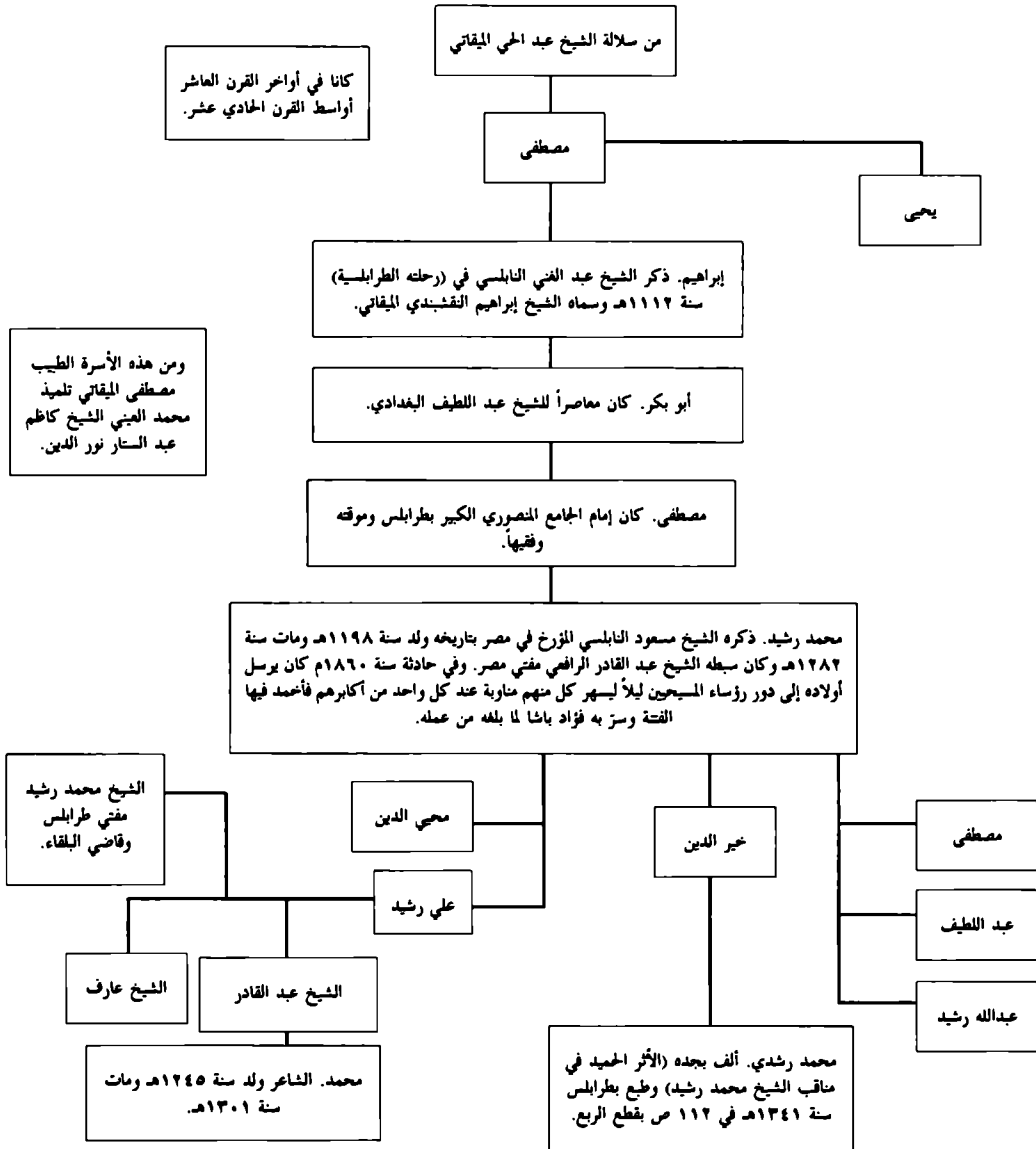 من سلالة الشيخ عبد الحي الميقاتي
كانا في أواخر القرن العاشر
أواسط القرن الحادي عشر.
مصطفى
يحيى
إبراهيم. ذكر الشيخ عبد الغني النابلسي في (رحلته الطرابلسية)
سنة ١١١٢هـ وسماه الشيخ إبراهيم النقشبندي الميقاتي.
ومن هذه الأسرة الطبيب
مصطفى الميقاتي تلميذ
محمد العيني الشيخ كاظم
عبد الستار نور الدين.
أبو بكر. كان معاصراً للشيخ عبد اللطيف البغدادي.
مصطفى. كان إمام الجامع المنصوري الكبير بطرابلس وموقته
وفقيهاً.
محمد رشيد. ذكره الشيخ مسعود النابلسي المؤرخ في مصر بتاريخه ولد سنة ١١٩٨هـ ومات سنة
١٢٨٢هـ وكان سبطه الشيخ عبد القادر الرافعي مفتي مصر. وفي حادثة سنة ١٨٦٠م كان يرسل
أولاده إلى دور رؤساء المسيحيين ليلاً ليسهر كل منهم مناوبة عند كل واحد من أكابرهم فأخمد فيها
الفتنة وسرّ به فؤاد باشا لما بلغه من عمله.
الشيخ محمد رشيد
مفتي طرابلس
وقاضي البلقاء.
محيي الدين
خير الدين
مصطفى
علي رشيد
عبد اللطيف
الشيخ عارف
الشيخ عبد القادر
عبدالله رشيد
محمد. الشاعر ولد سنة ١٢٤٥هـ ومات
سنة ١٣٠١هـ.
محمد رشدي. ألف بجده (الأثر الحميد في
مناقب الشيخ محمد رشيد) وطبع بطرابلس
سنة ١٣٤١هـ في ١١٢ ص بقطع الربع.